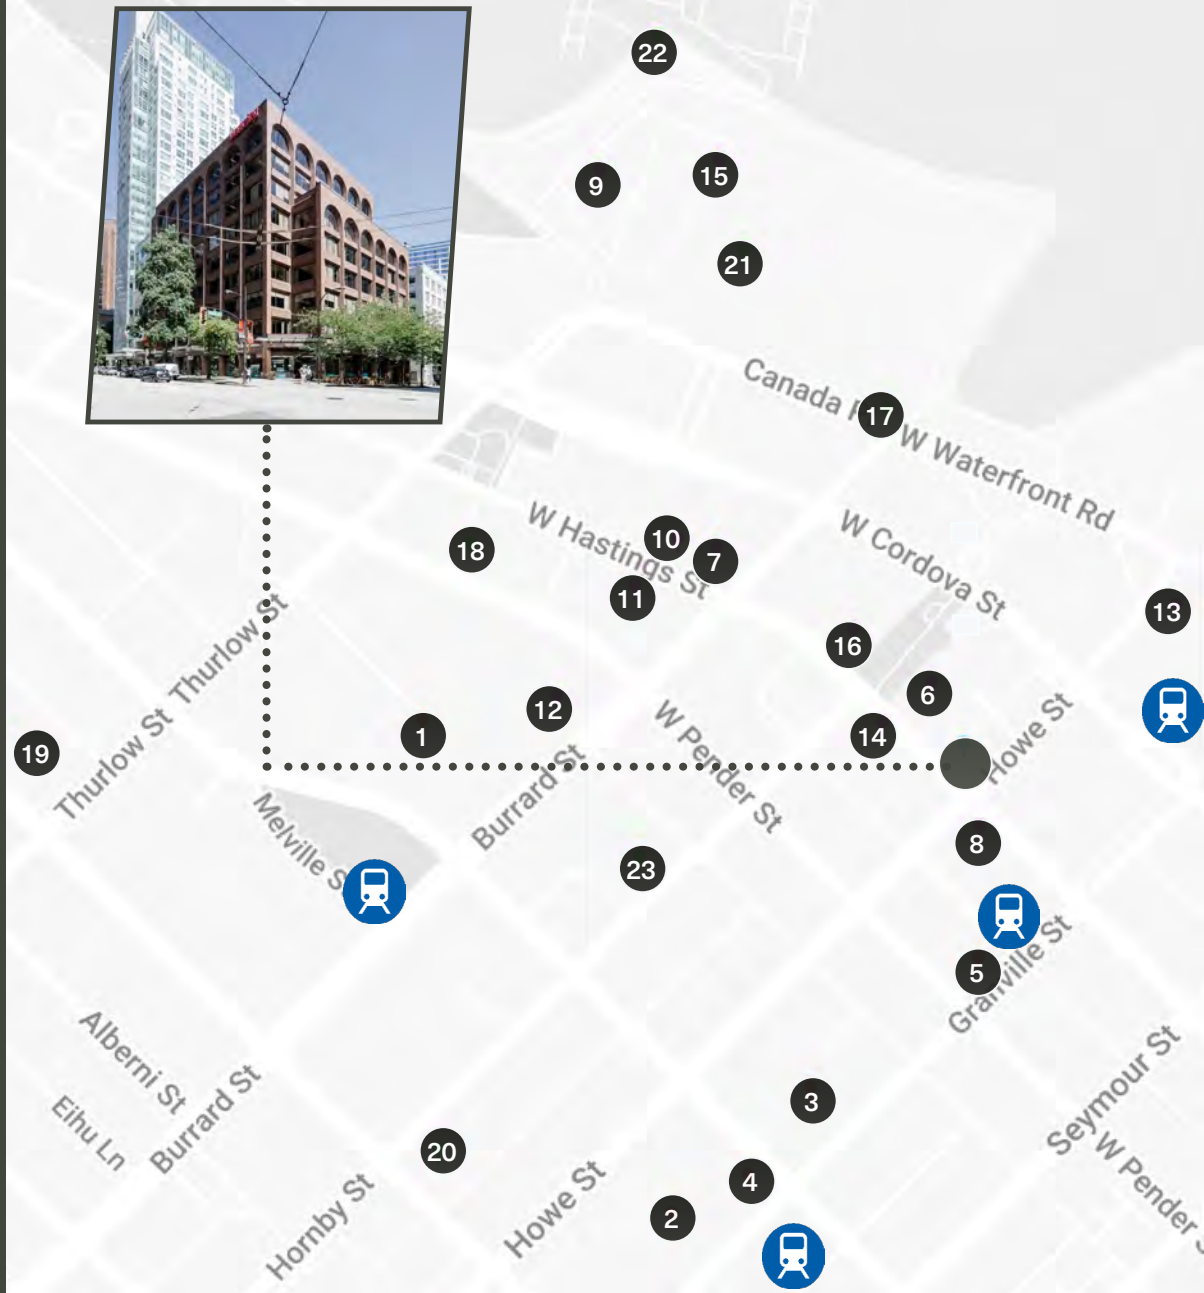 22
9
15
21
Canada
17
W Waterfront Rd
W Hastings St
W Cordova St
10
7
18
11
13
Thurlow St
16
6
12
1
14
19
Thurlow St
W Pender St
Howe St
Burrard St
Melville S
8
23
5
Granville St
Alberni St
Seymour St
Eihu Ln
Burrard St
3
20
W Pender S
4
Hornby St
Howe St
2